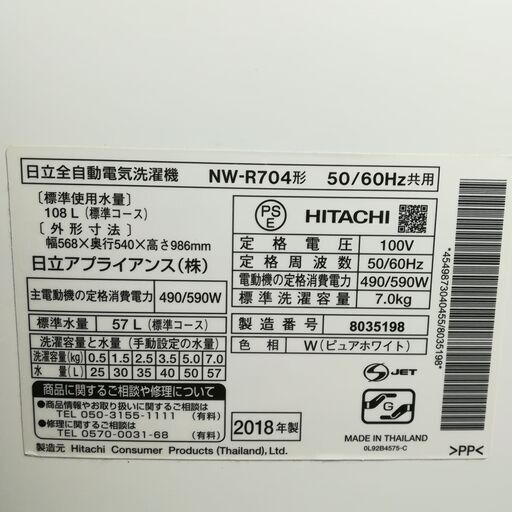 日立全自動電気洗濯機 NW-R704形 50/60Hz共用
〔標準使用水量〕
108 L (標準コース)
〔外形寸法〕
幅568×奥行540×高さ986mm
日立アプライアンス(株)
主電動機の定格消費電力 490/590W
標準水量 57 L (標準コース)
洗濯容量と水量 (手動設定の水量)
洗濯容量(kg) 0.5 1.5 2.5 3.5 5.0 7.0
水量(L) 25 30 35 40 50 57
商品に関するご相談や修理について
●商品情報やお取り扱いに関するご相談は
TEL 050-3155-1111 (有料)
●修理に関するご相談は
TEL 0570-0031-68 (有料)
製造元 Hitachi Consumer Products (Thailand), Ltd.
PSE HITACHI
定格電圧 100V
定格周波数 50/60Hz
電動機の定格消費電力 490/590W
標準洗濯容量 7.0kg
製造番号 8035198
色相 W(ピュアホワイト)
2018年製
S JET
G
MADE IN THAILAND
0L92B4575-C
*4549873040455/8035198*
>PP<